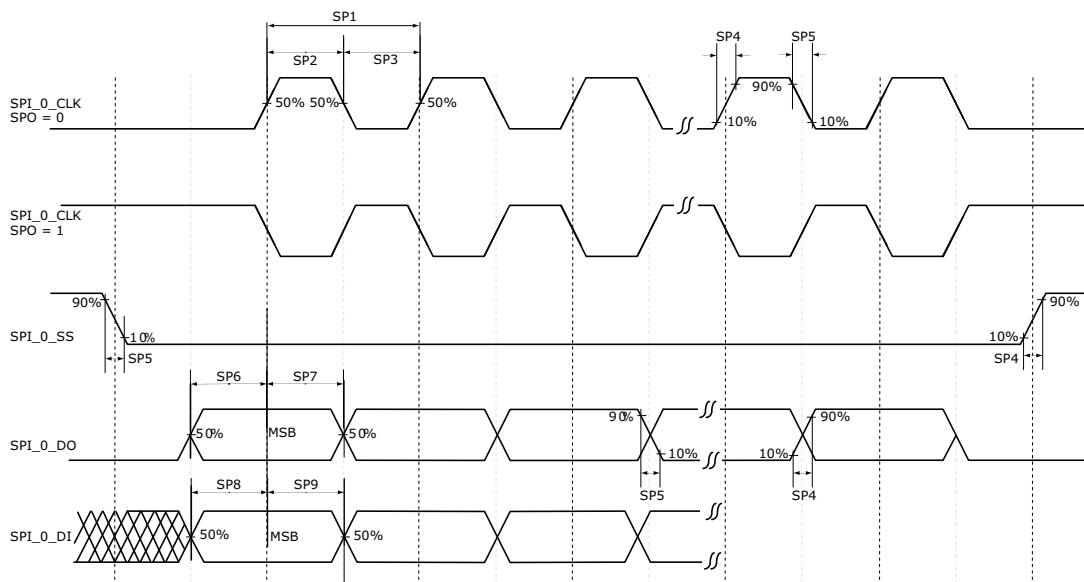 SP1
SP2 SP3 SP4 SP5
SPI_0_CLK
SPO = 0
50% 50% 50% 90% 10% 10%
SPI_0_CLK
SPO = 1
90% 90%
SPI_0_SS
10% 10%
SP5 SP4
SP6 SP7
90% 90%
SPI_0_DO
50% MSB 50% 10% 10%
SP5 SP4
SP8 SP9
SPI_0_DI
50% MSB 50%